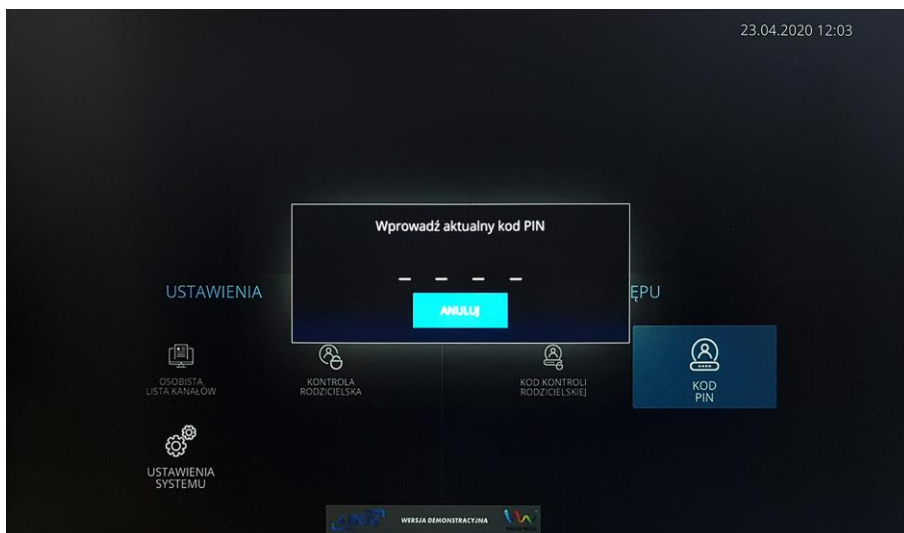 23.04.2020 12:03
Wprowadź aktualny kod PIN
ANULUJ
USTAWIENIA
ĘPU
OSOBISTA
LISTA KANAŁÓW
KONTROLA
RODZICIELSKA
KOD KONTROLI
RODZICIELSKIEJ
KOD
PIN
USTAWIENIA
SYSTEMU
WERSJA DEMONSTRACYJNA